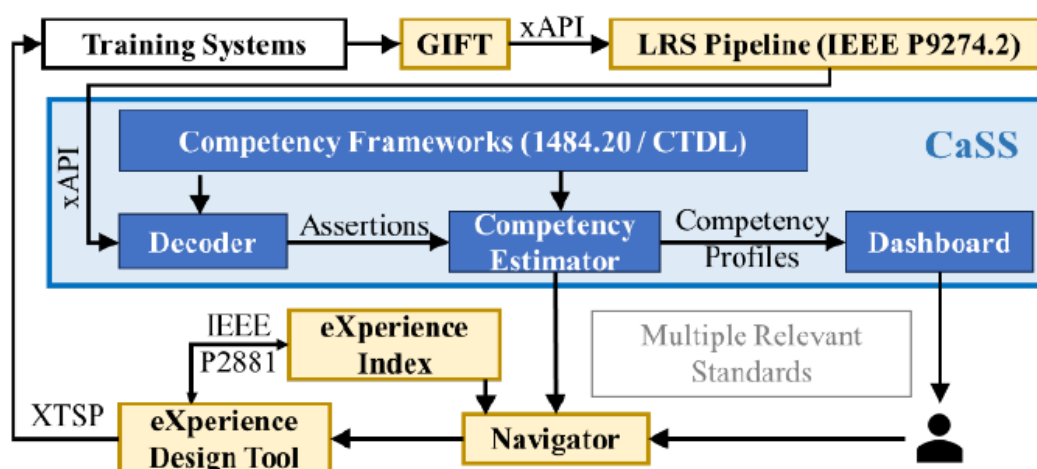 Training Systems
GIFT
xAPI
LRS Pipeline (IEEE P9274.2)
Competency Frameworks (1484.20 / CTDL)
CaSS
xAPI
Decoder
Assertions
Competency
Estimator
Competency
Profiles
Dashboard
IEEE
P2881
eXperience
Index
Multiple Relevant
Standards
XTSP
eXperience
Design Tool
Navigator